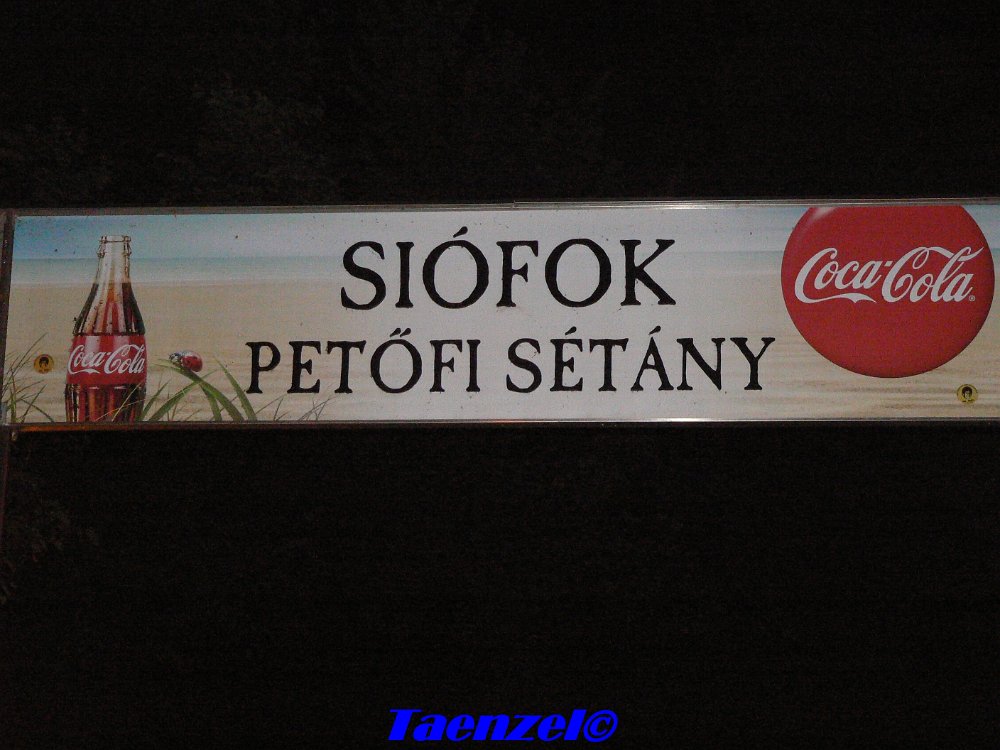 SIÓFOK
PETŐFI SÉTÁNY
Coca-Cola
Coca-Cola®
Taenzel©